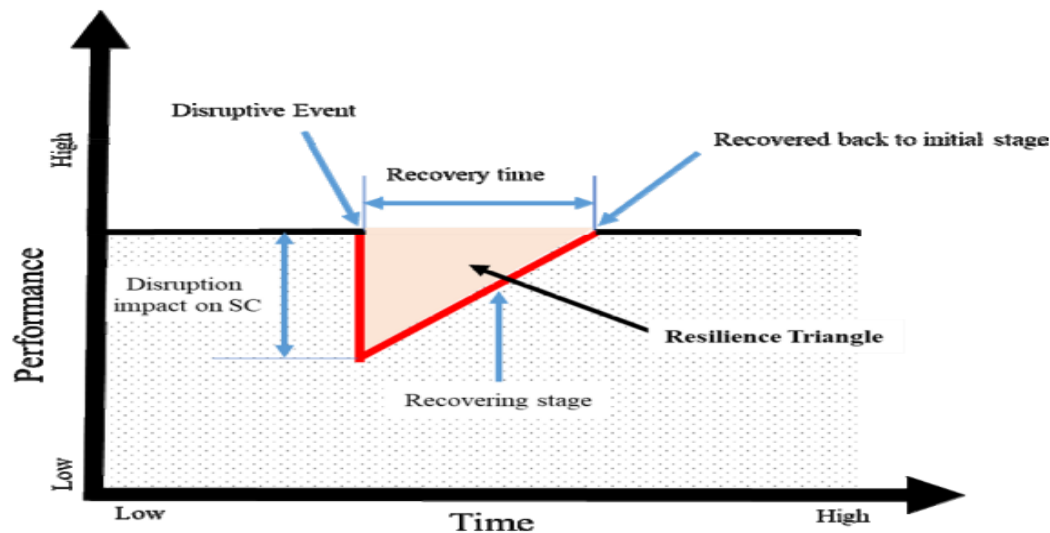 Disruptive Event
Recovered back to initial stage
High
Recovery time
Disruption
impact on SC
Performance
Resilience Triangle
Recovering stage
Low
Low
Time
High